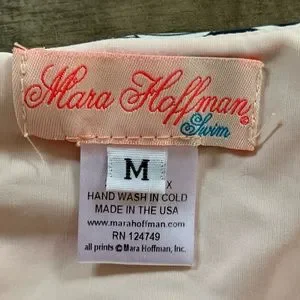 Mara Hoffman©
Swim
M
X
HAND WASH IN COLD
MADE IN THE USA
www.marahoffman.com
RN 124749
all prints © Mara Hoffman, Inc.